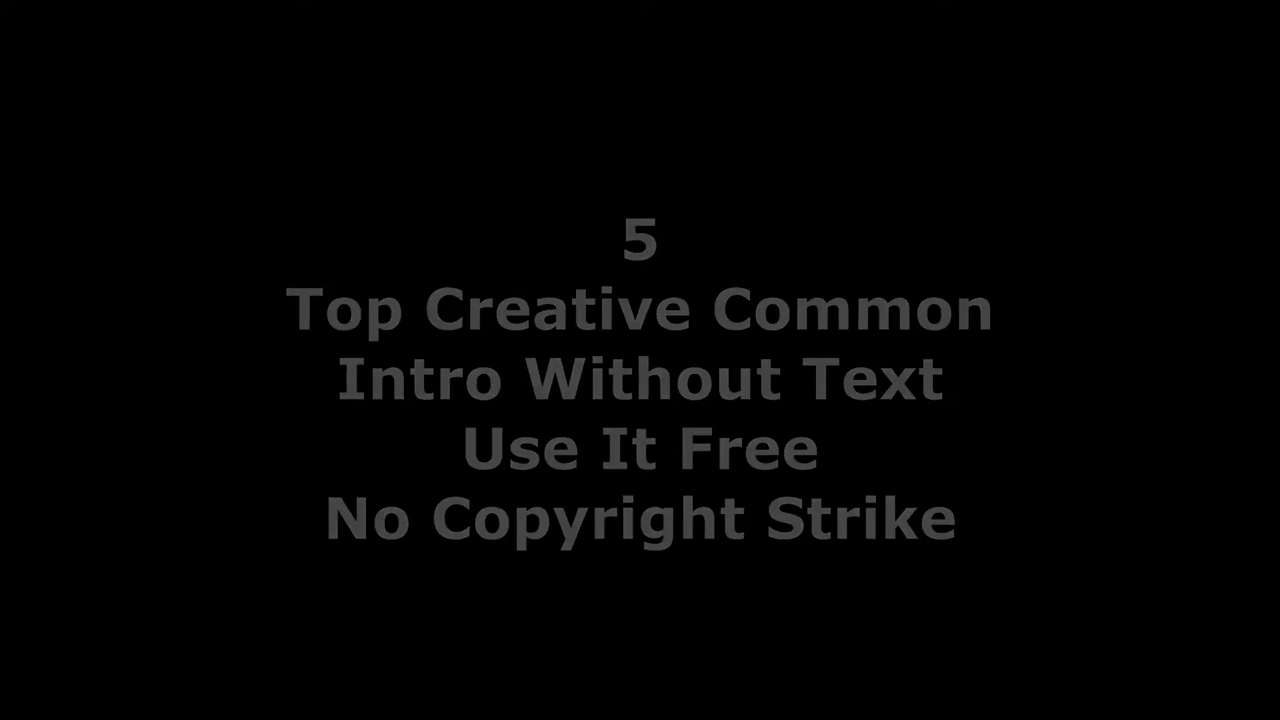 5
Top Creative Common
Intro Without Text
Use It Free
No Copyright Strike